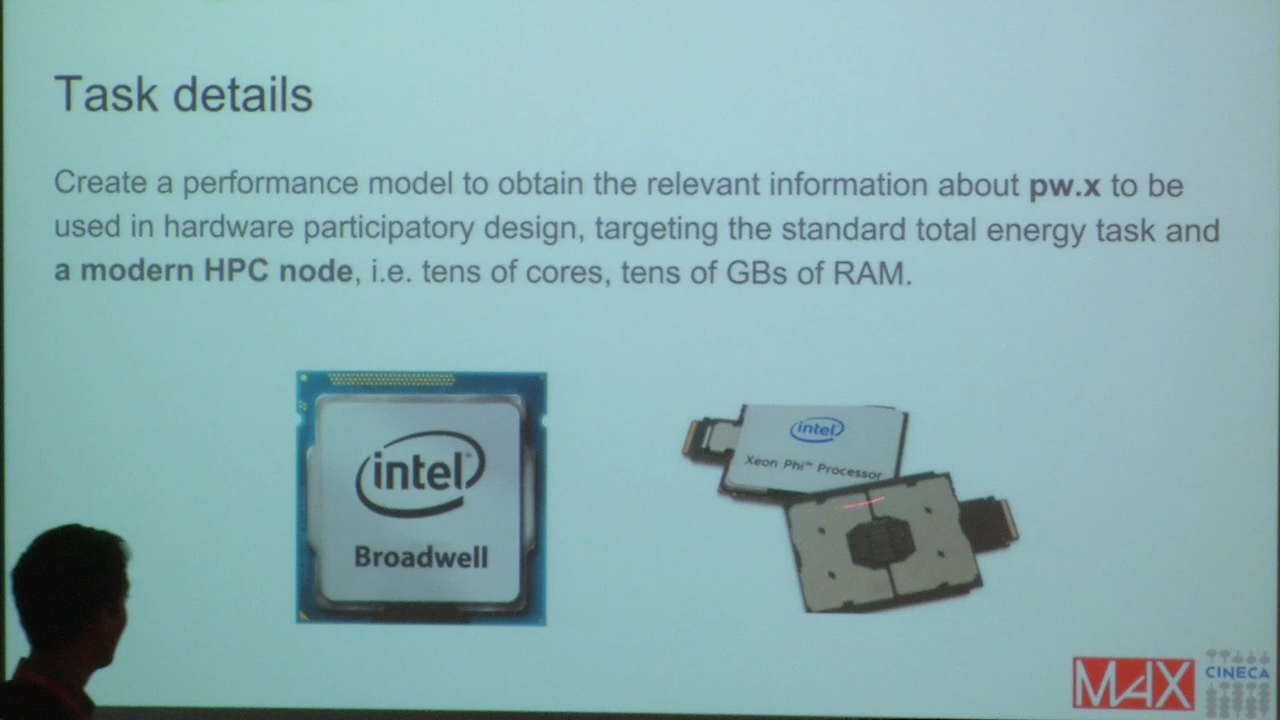 Task details
Create a performance model to obtain the relevant information about pw.x to be
used in hardware participatory design, targeting the standard total energy task and
a modern HPC node, i.e. tens of cores, tens of GBs of RAM.
intel
Broadwell
intel
Xeon Phi™ Processor
MAX
CINECA